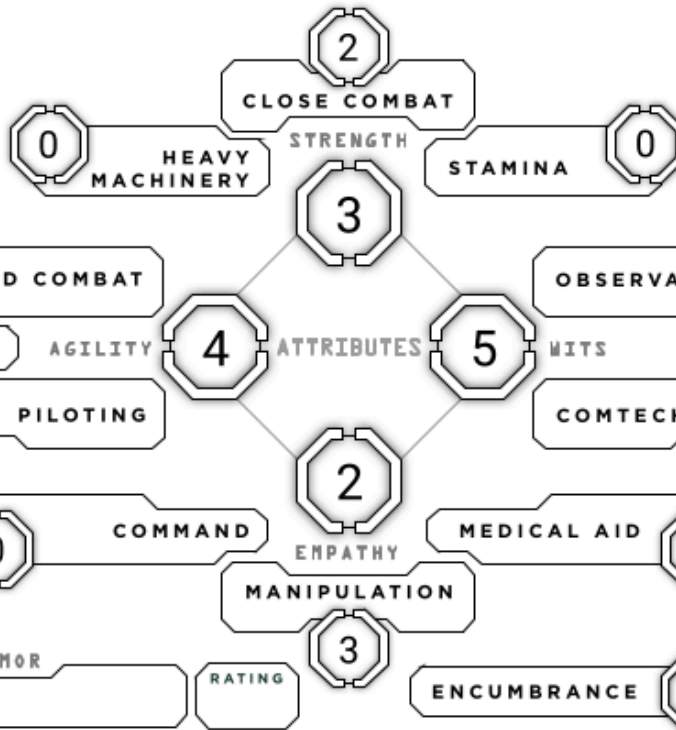 2
CLOSE COMBAT
0
HEAVY
MACHINERY
STRENGTH
STAMINA
0
3
D COMBAT
OBSERVA
AGILITY
4
ATTRIBUTES
5
WITS
PILOTING
COMTECH
2
COMMAND
MEDICAL AID
EMPATHY
MANIPULATION
3
MOR
RATING
ENCUMBRANCE